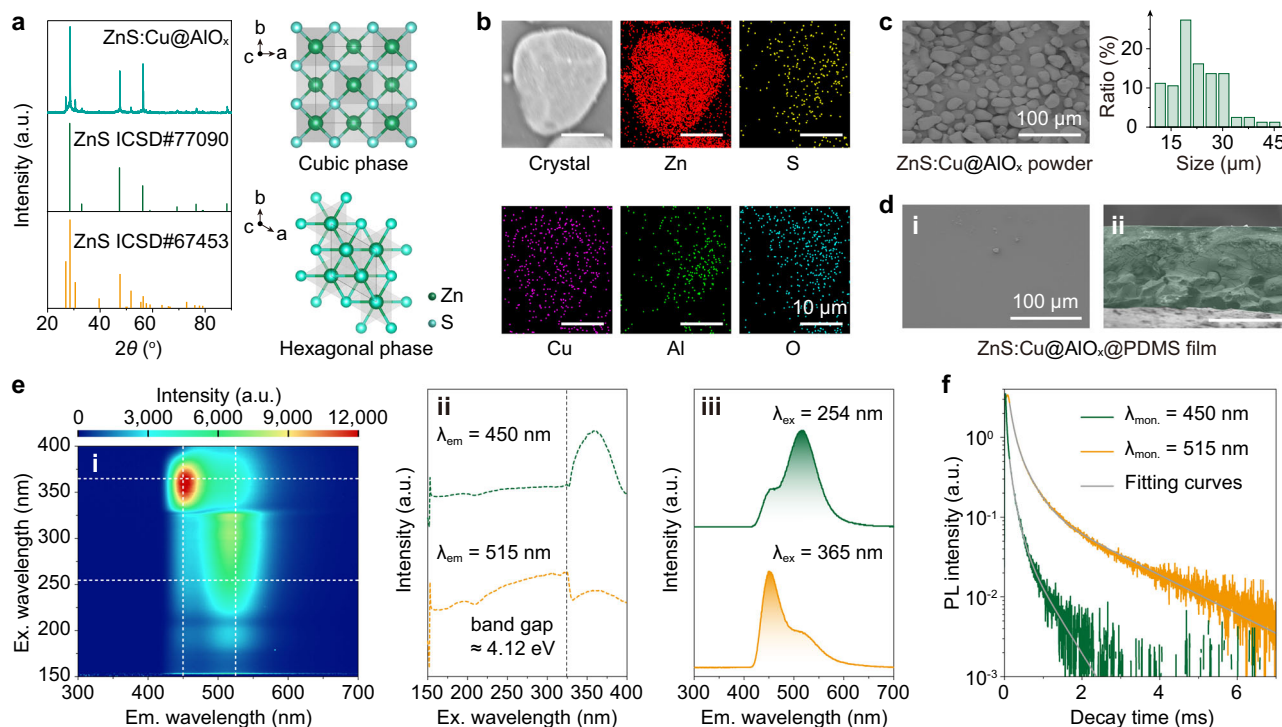 a
ZnS:Cu@AlOₓ
ZnS ICSD#77090
ZnS ICSD#67453
Intensity (a.u.)
20 40 60 80
2θ (°)
b
c a
Cubic phase
b
c a
Zn
S
Hexagonal phase
b
Crystal Zn S
10 μm
Cu Al O
c
100 μm
ZnS:Cu@AlOₓ powder
Ratio (%)
20
10
0
15 25 35 45
Size (μm)
d
i
100 μm
ii
ZnS:Cu@AlOₓ@PDMS film
e
Intensity (a.u.)
0 3,000 6,000 9,000 12,000
i
Ex. wavelength (nm)
400
350
300
250
200
150
300 400 500 600 700
Em. wavelength (nm)
ii
λem = 450 nm
λem = 515 nm
band gap
≈ 4.12 eV
Intensity (a.u.)
150 200 250 300 350 400
Ex. wavelength (nm)
iii
λex = 254 nm
λex = 365 nm
Intensity (a.u.)
300 400 500 600 700
Em. wavelength (nm)
f
λmon. = 450 nm
λmon. = 515 nm
Fitting curves
PL intensity (a.u.)
10⁰
10⁻¹
10⁻²
10⁻³
0 2 4 6
Decay time (ms)